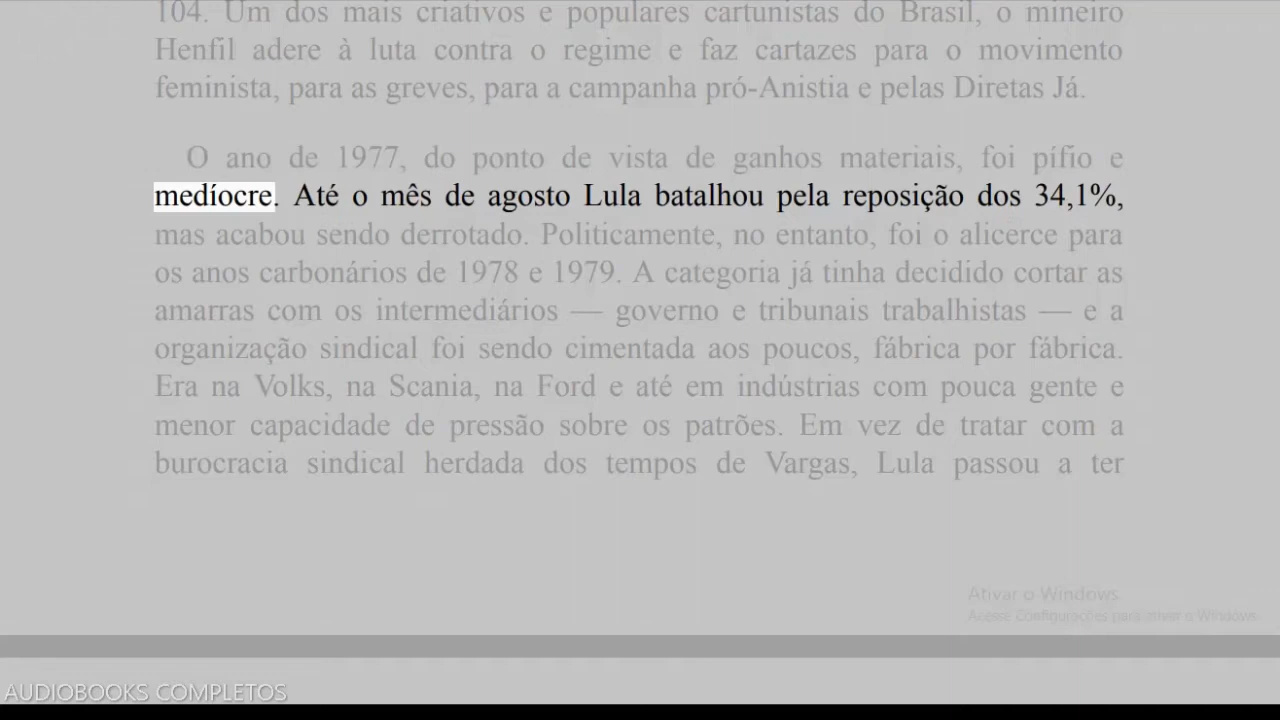 104. Um dos mais criativos e populares cartunistas do Brasil, o mineiro
Henfil adere à luta contra o regime e faz cartazes para o movimento
feminista, para as greves, para a campanha pró-Anistia e pelas Diretas Já.
O ano de 1977, do ponto de vista de ganhos materiais, foi pífio e
medíocre. Até o mês de agosto Lula batalhou pela reposição dos 34,1%,
mas acabou sendo derrotado. Politicamente, no entanto, foi o alicerce para
os anos carbonários de 1978 e 1979. A categoria já tinha decidido cortar as
amarras com os intermediários — governo e tribunais trabalhistas — e a
organização sindical foi sendo cimentada aos poucos, fábrica por fábrica.
Era na Volks, na Scania, na Ford e até em indústrias com pouca gente e
menor capacidade de pressão sobre os patrões. Em vez de tratar com a
burocracia sindical herdada dos tempos de Vargas, Lula passou a ter
Ativar o Windows
Acesse Configurações para ativar o Windows.
AUDIOBOOKS COMPLETOS